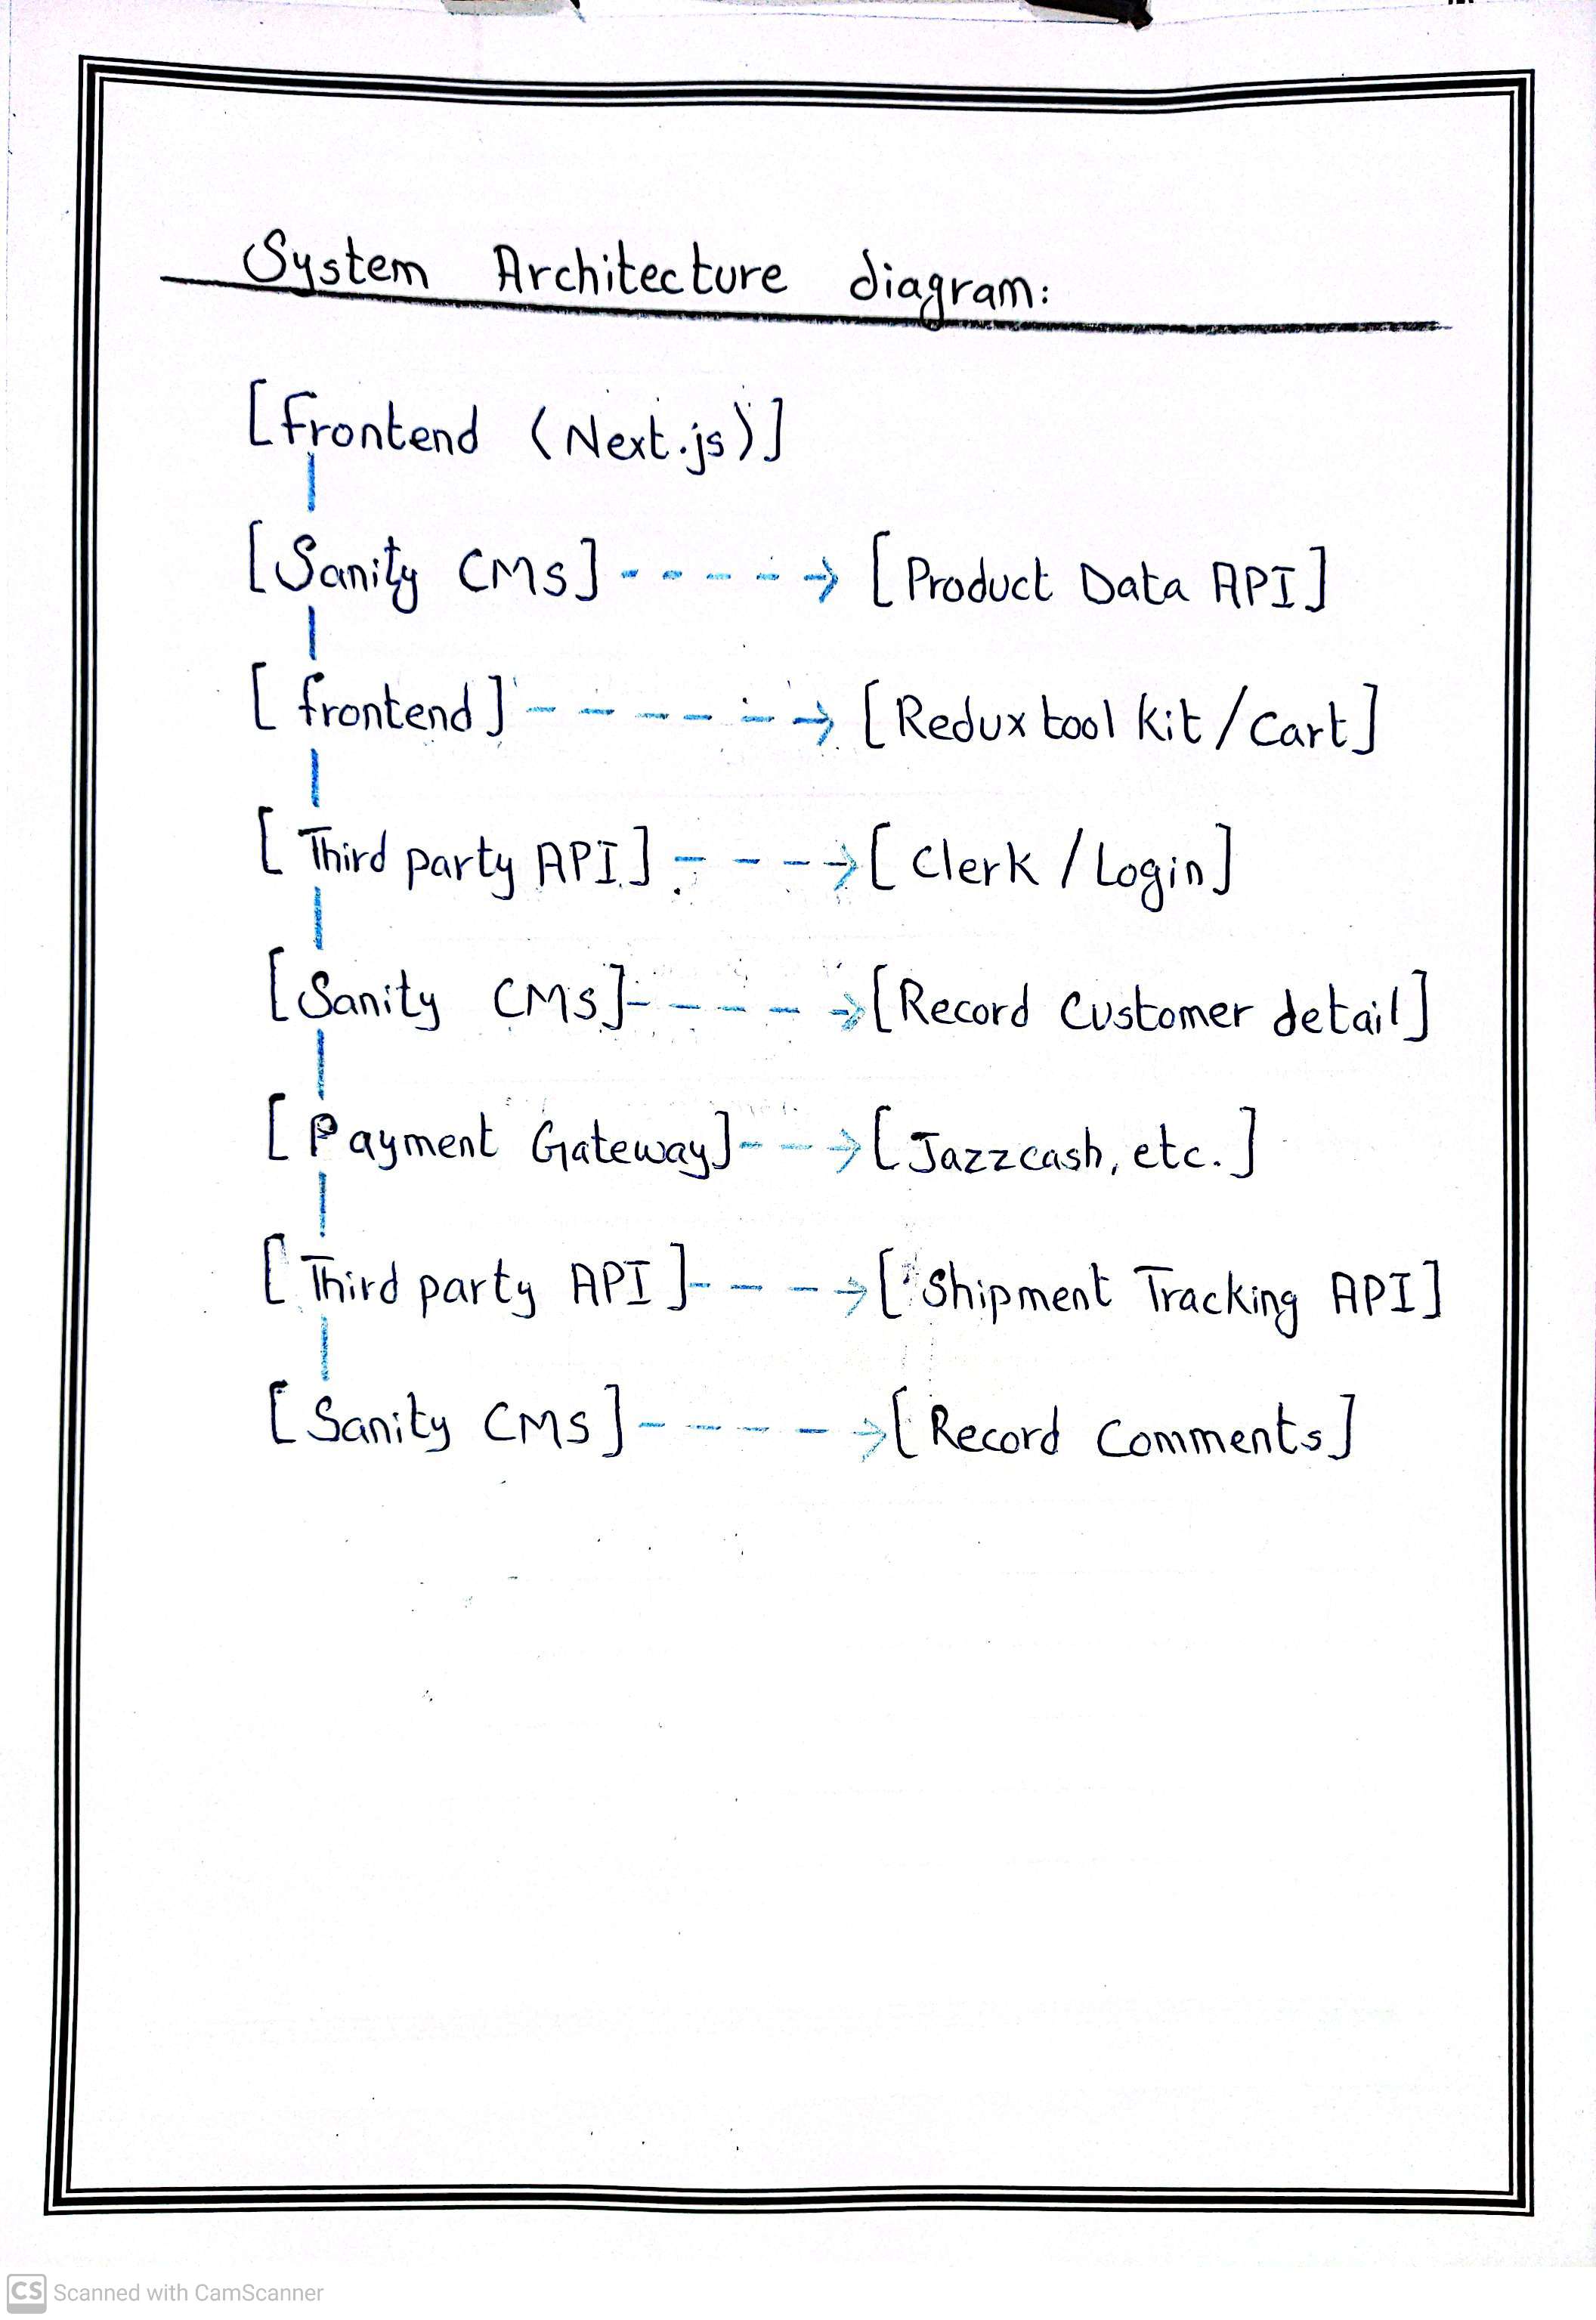 System Architecture diagram:
[frontend (Next.js)]
[Sanity CMS] -----> [Product Data API]
[frontend] ------> [Redux tool kit/Cart]
[Third party API] ---->[Clerk / Login]
[Sanity CMS]---->[Record Customer detail]
[Payment Gateway]--->[Jazzcash, etc.]
[Third party API]---->[Shipment Tracking API]
[Sanity CMS]----->[Record Comments]
CS Scanned with CamScanner